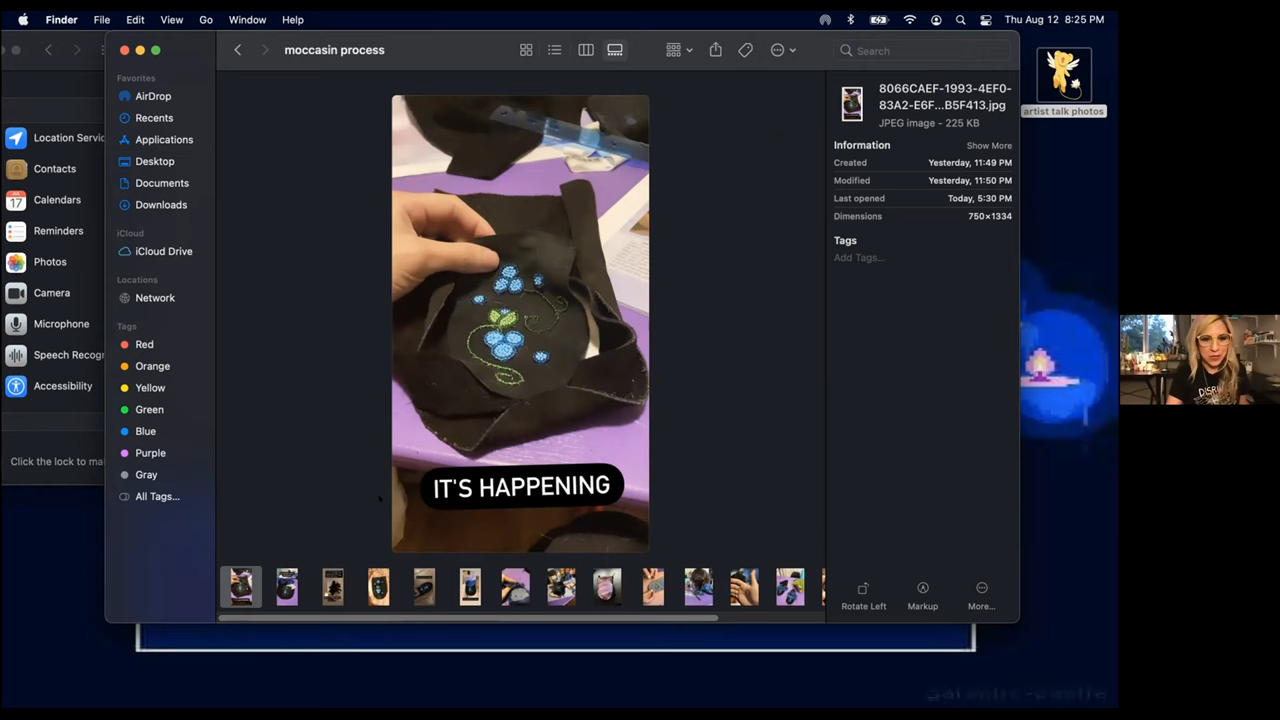 Finder File Edit View Go Window Help
Thu Aug 12 8:25 PM
moccasin process
Search
Favorites
AirDrop
Recents
Applications
Desktop
Documents
Downloads
iCloud
iCloud Drive
Locations
Network
Tags
Red
Orange
Yellow
Green
Blue
Purple
Gray
All Tags...
Location Servic
Contacts
Calendars
JUL
17
Reminders
Photos
Camera
Microphone
Speech Recog
Accessibility
Click the lock to ma
IT'S HAPPENING
8066CAEF-1993-4EF0-
83A2-E6F...B5F413.jpg
JPEG image - 225 KB
Information Show More
Created Yesterday, 11:49 PM
Modified Yesterday, 11:50 PM
Last opened Today, 5:30 PM
Dimensions 750×1334
Tags
Add Tags...
Rotate Left Markup More...
artist talk photos